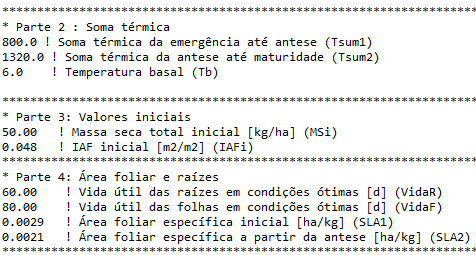 ************************************************************
* Parte 2 : Soma térmica
800.0 ! Soma térmica da emergência até antese (Tsum1)
1320.0 ! Soma térmica da antese até maturidade (Tsum2)
6.0    ! Temperatura basal (Tb)
************************************************************
* Parte 3: Valores iniciais
50.00   ! Massa seca total inicial [kg/ha] (MSi)
0.048   ! IAF inicial [m2/m2] (IAFi)
************************************************************
* Parte 4: Área foliar e raízes
60.00    ! Vida útil das raízes em condições ótimas [d] (VidaR)
80.00    ! Vida útil das folhas em condições ótimas [d] (VidaF)
0.0029   ! Área foliar específica inicial [ha/kg] (SLA1)
0.0021   ! Área foliar específica a partir da antese [ha/kg] (SLA2)
************************************************************